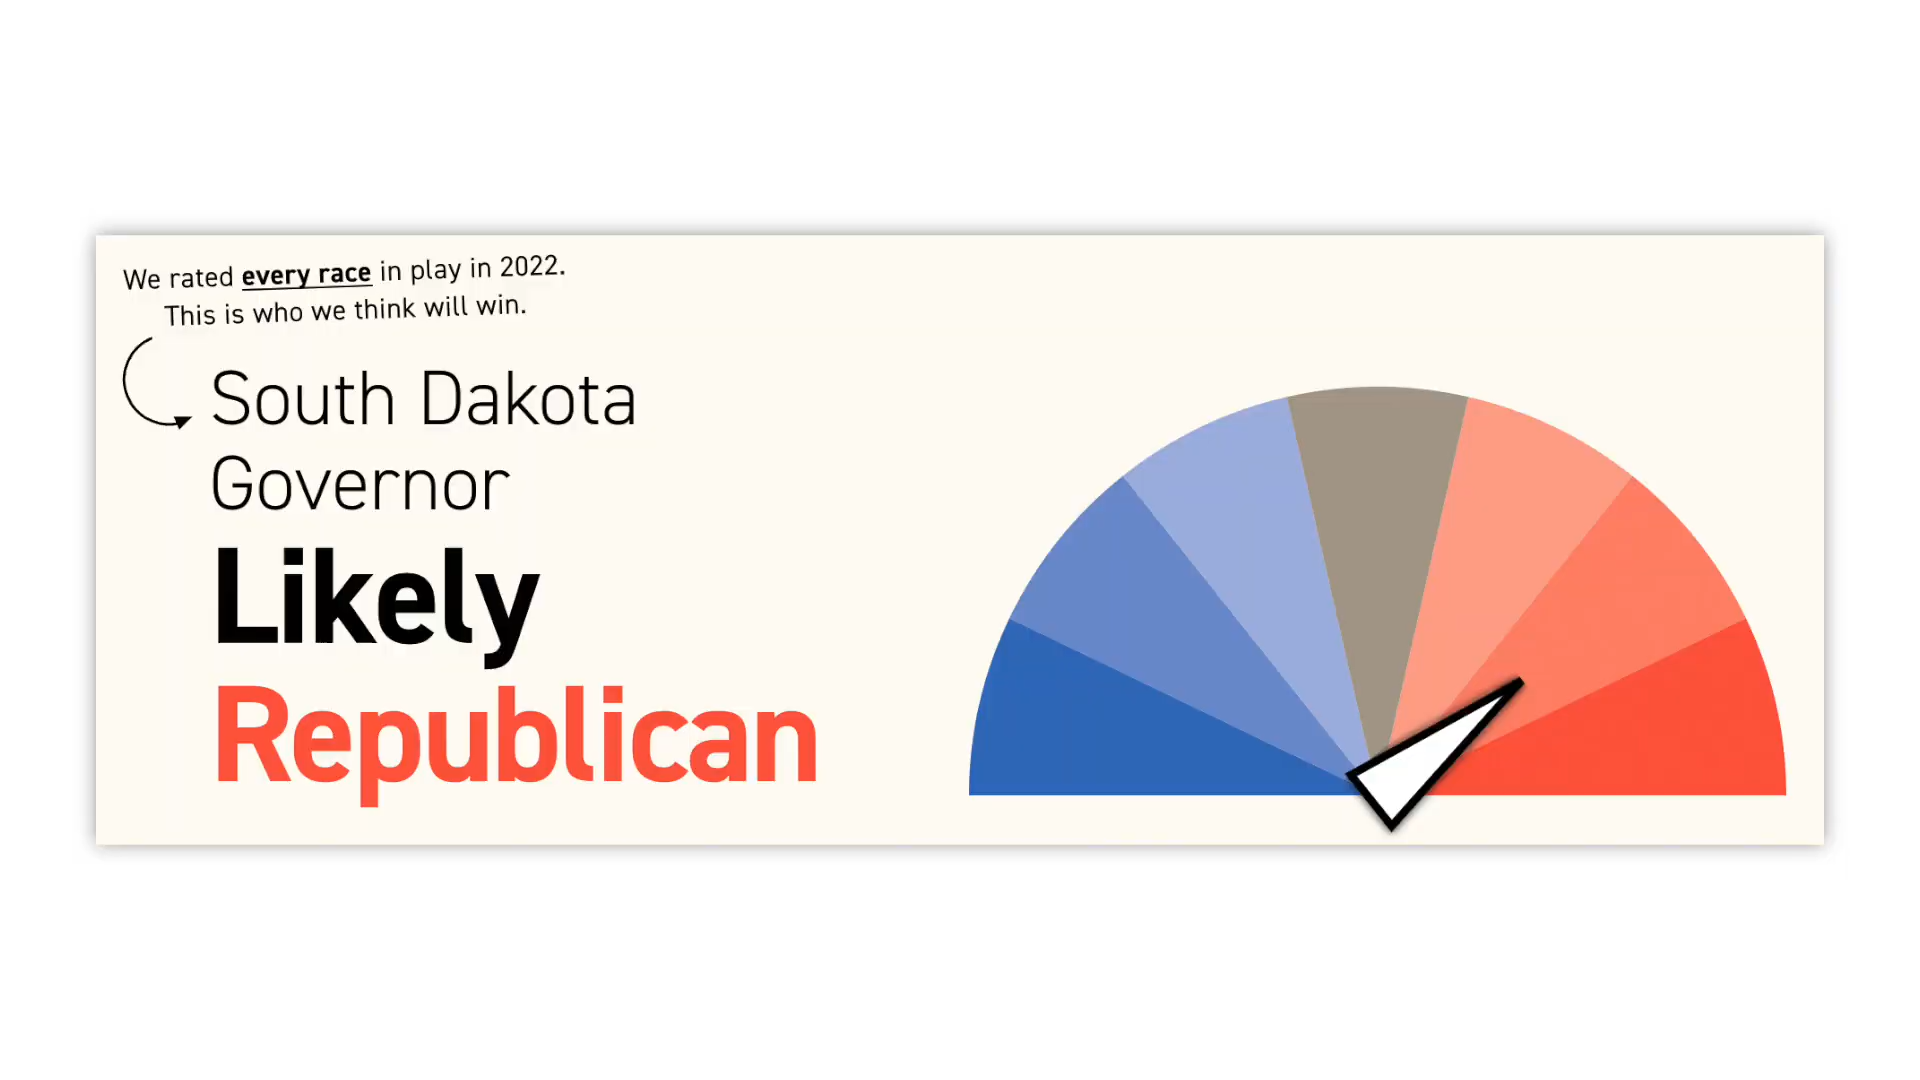 We rated every race in play in 2022.
This is who we think will win.
South Dakota
Governor
Likely
Republican